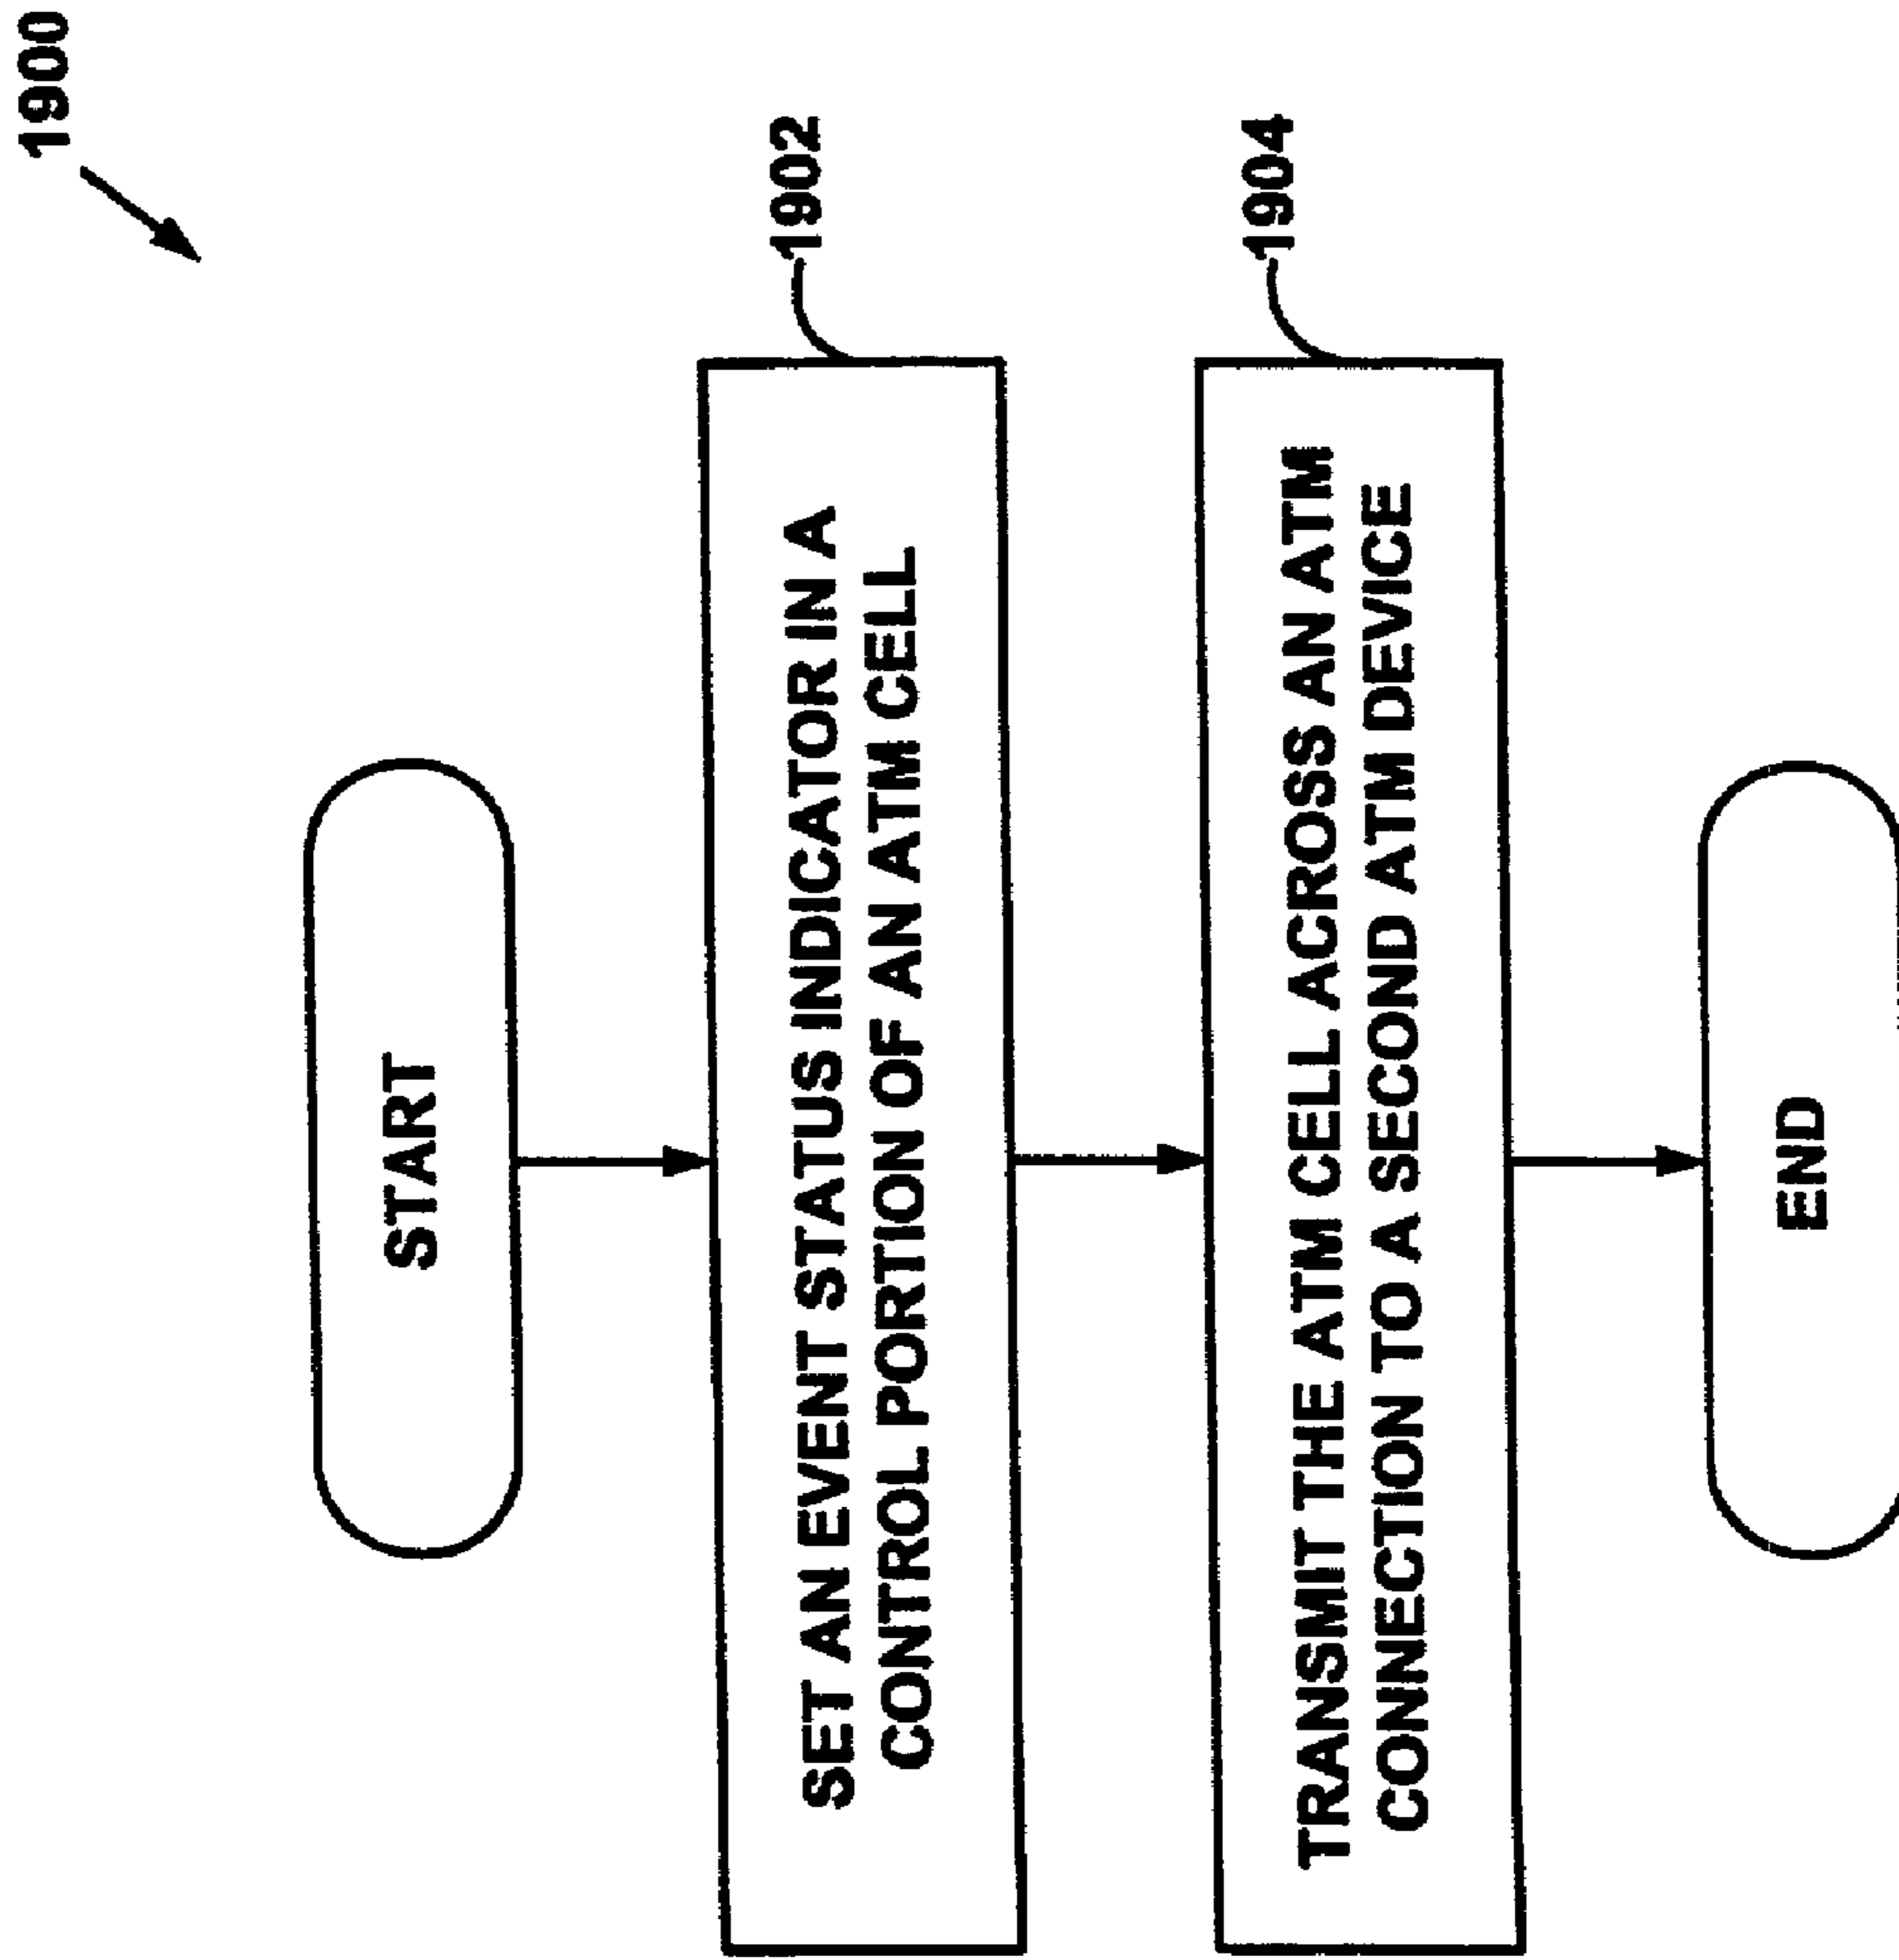 1900
START
SET AN EVENT STATUS INDICATOR IN A
CONTROL PORTION OF AN ATM CELL
1902
TRANSMIT THE ATM CELL ACROSS AN ATM
CONNECTION TO A SECOND ATM DEVICE
1904
END